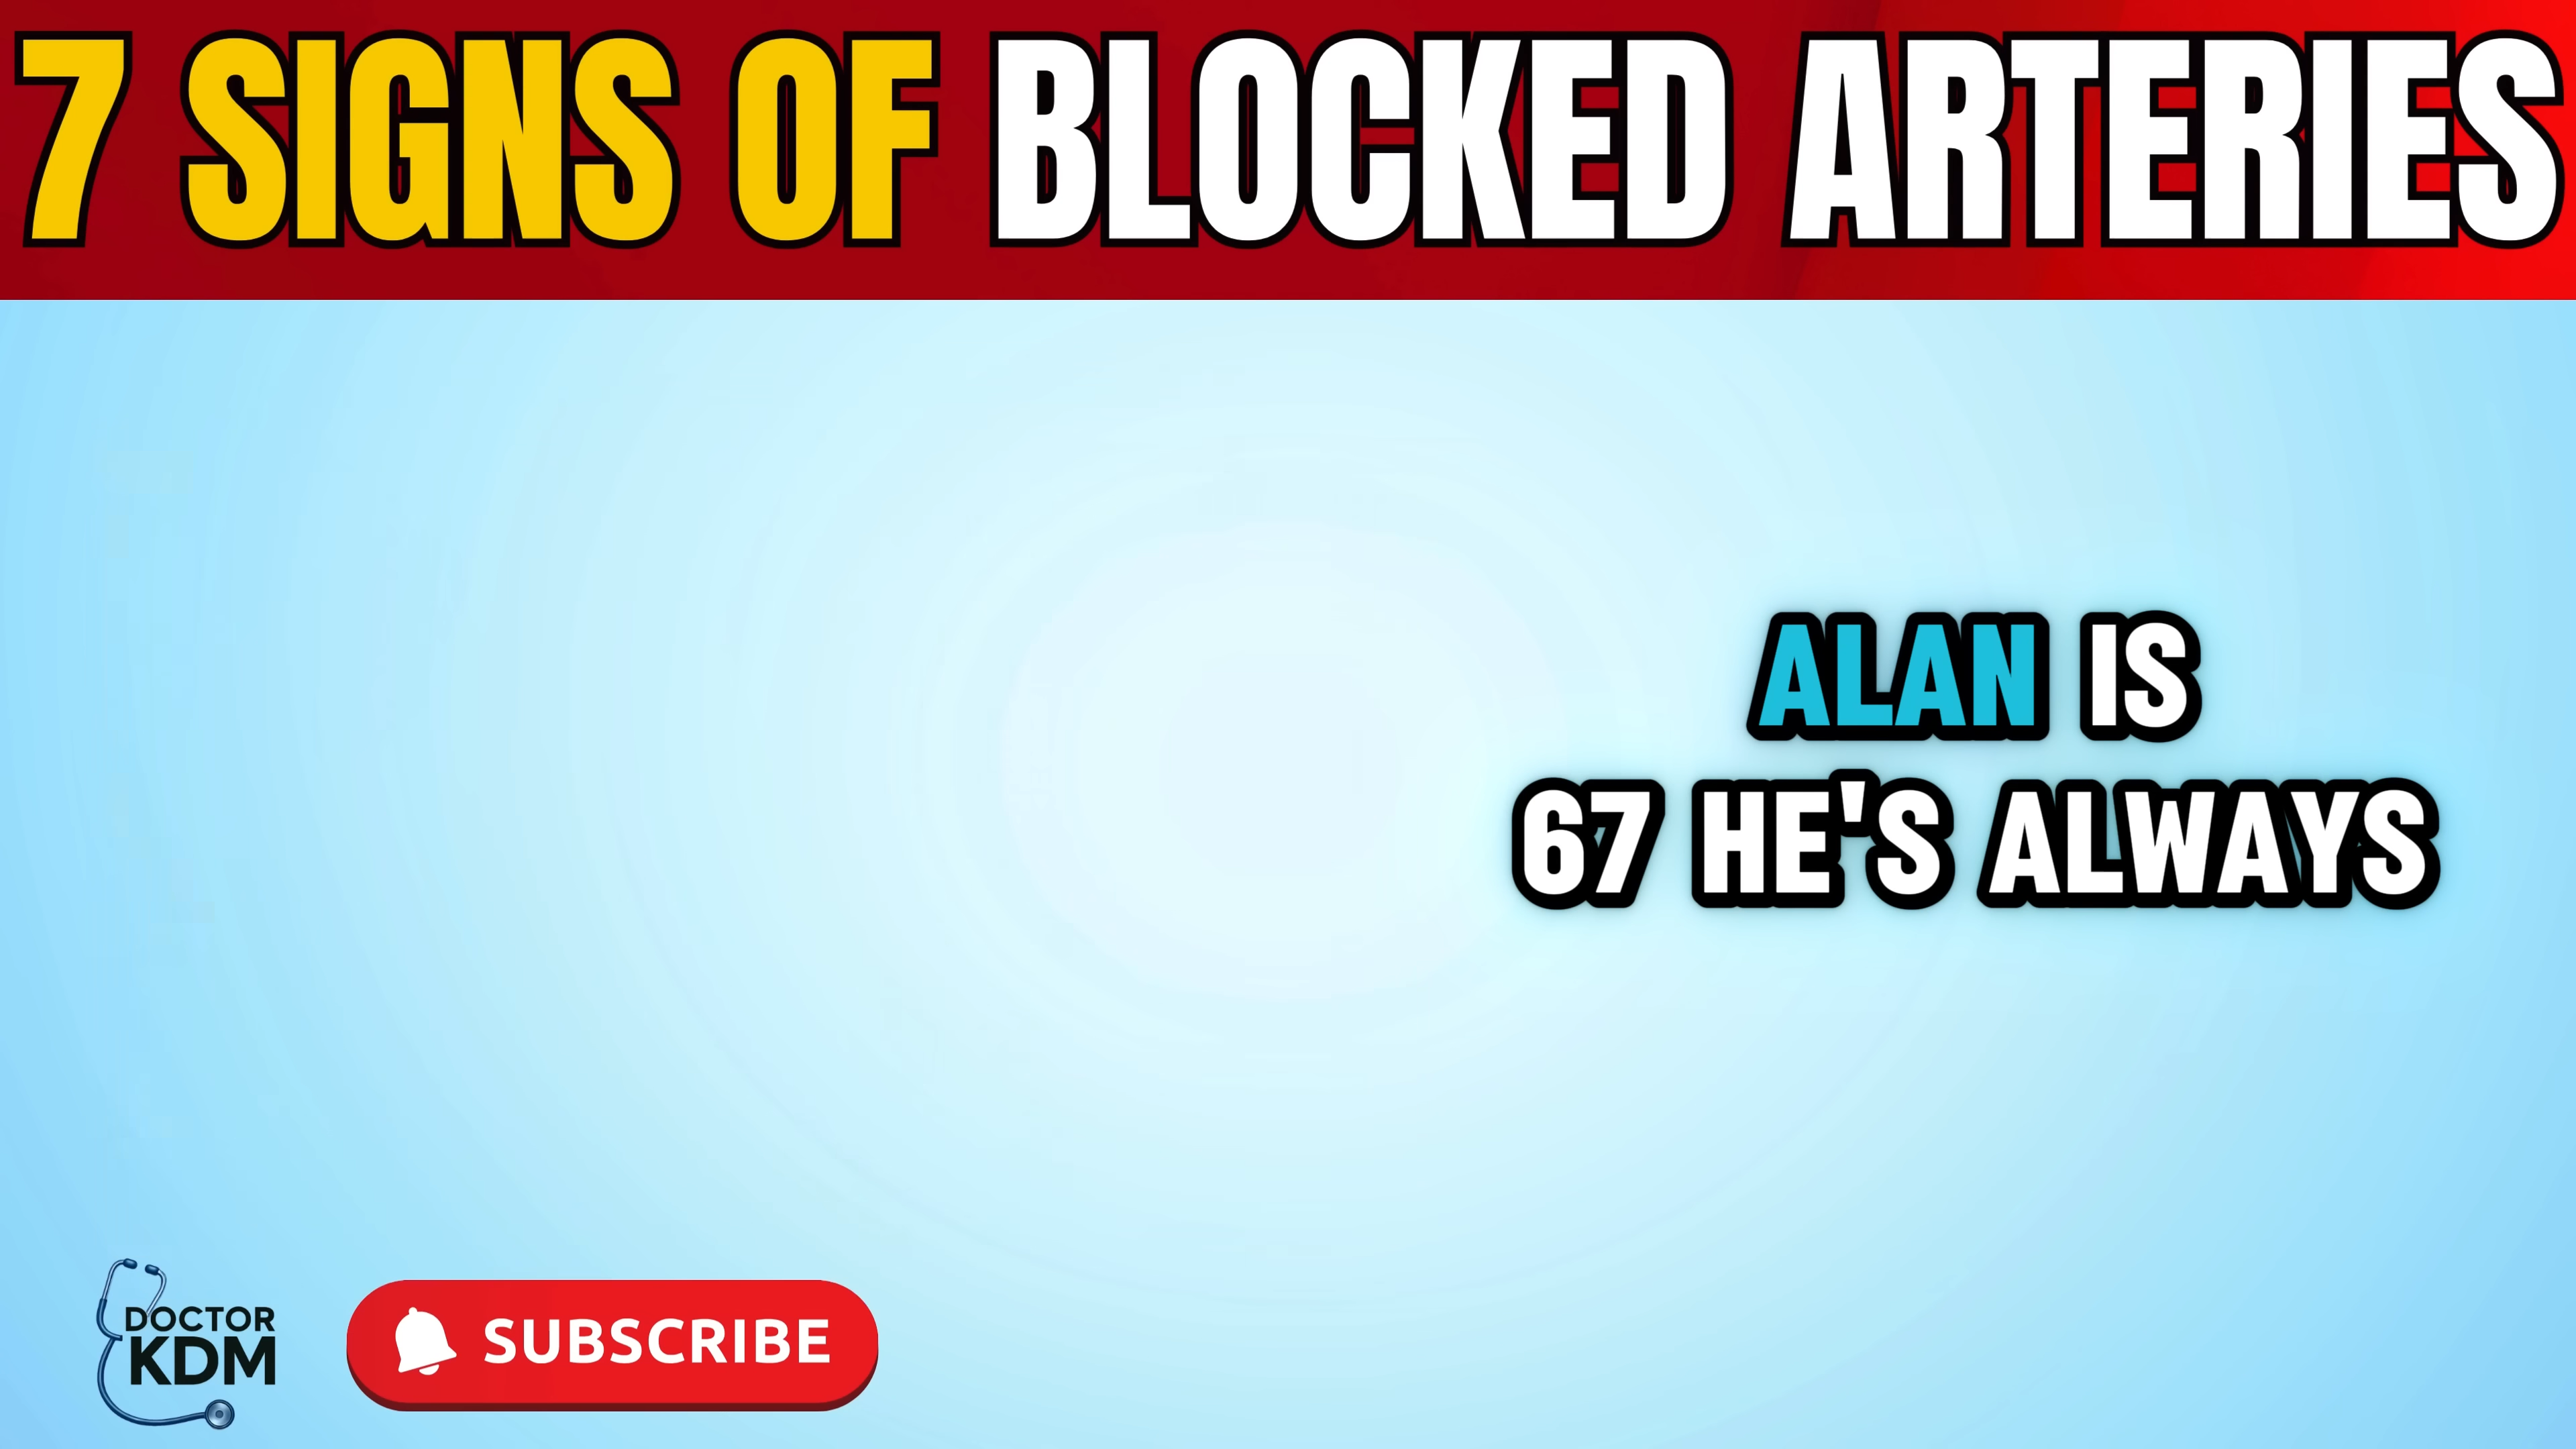 7 SIGNS OF BLOCKED ARTERIES
ALAN IS
67 HE'S ALWAYS
DOCTOR
KDM
SUBSCRIBE